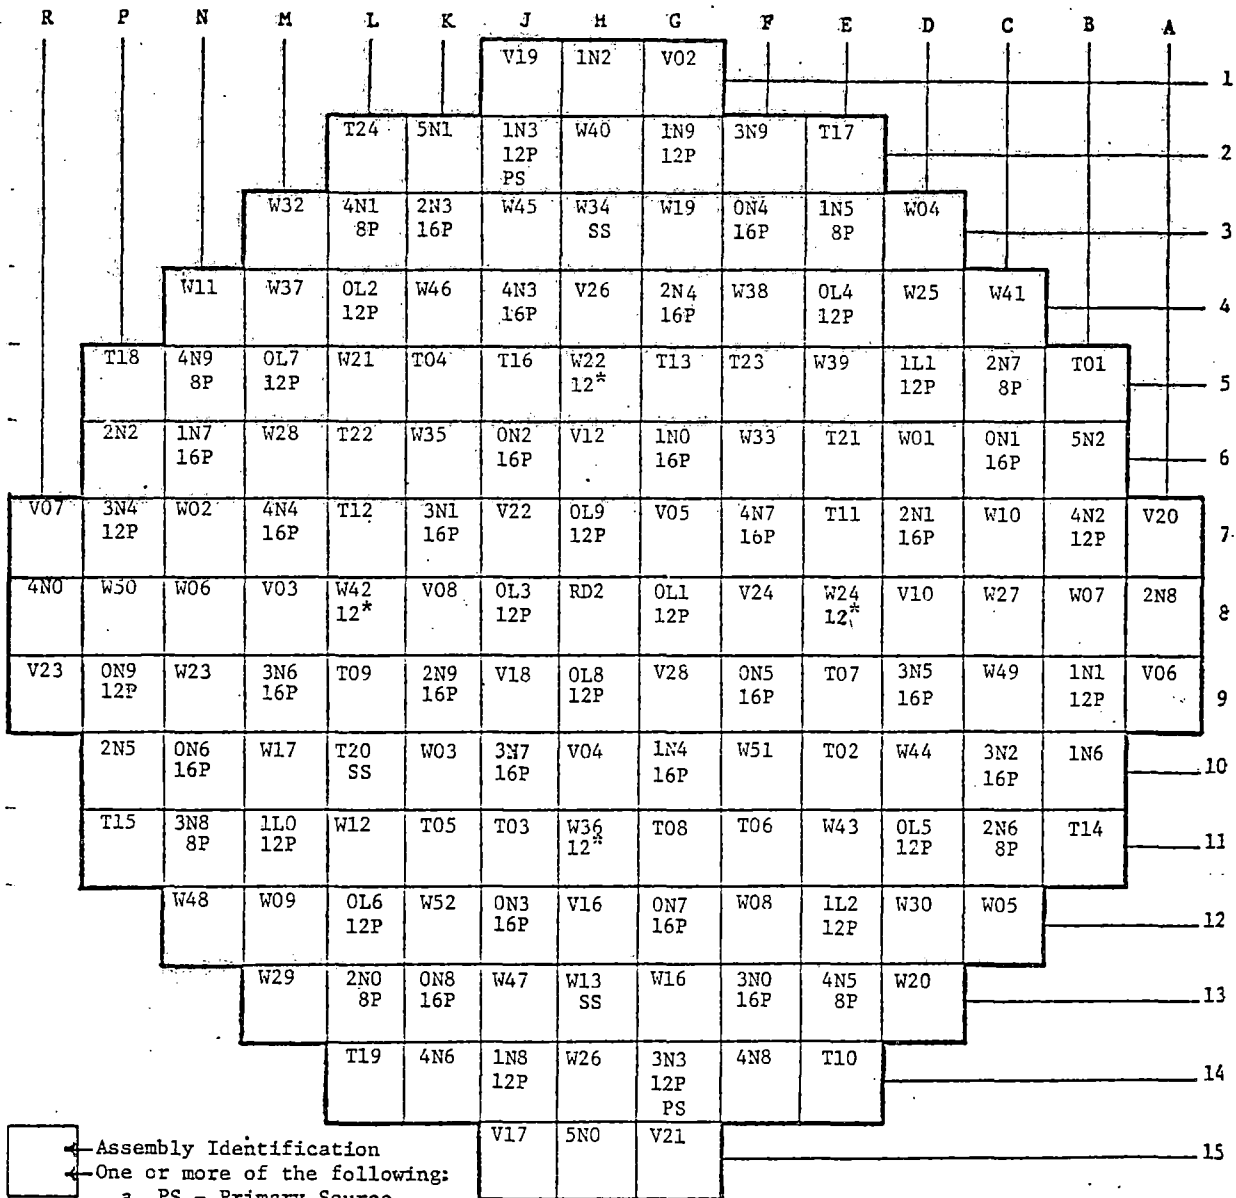 R P N M L K J H G F E D C B A
V19 1N2 V02 1
T24 5N1 1N3 W40 1N9 3N9 T17 2
12P 12P
PS
W32 4N1 2N3 W45 W34 W19 0N4 1N5 W04 3
8P 16P SS 16P 8P
W11 W37 0L2 W46 4N3 V26 2N4 W38 0L4 W25 W41 4
12P 16P 16P 12P
T18 4N9 0L7 W21 T04 T16 W22 T13 T23 W39 1L1 2N7 T01 5
8P 12P 12* 12P 8P
2N2 1N7 W28 T22 W35 0N2 V12 1N0 W33 T21 W01 0N1 5N2 6
16P 16P 16P 16P
V07 3N4 W02 4N4 T12 3N1 V22 0L9 V05 4N7 T11 2N1 W10 4N2 V20 7
12P 16P 16P 12P 16P 16P 12P
4N0 W50 W06 V03 W42 V08 0L3 RD2 0L1 V24 W24 V10 W27 W07 2N8 8
12* 12P 12P 12*
V23 0N9 W23 3N6 T09 2N9 V18 0L8 V28 0N5 T07 3N5 W49 1N1 V06 9
12P 16P 16P 12P 16P 16P 12P
2N5 0N6 W17 T20 W03 3N7 V04 1N4 W51 T02 W44 3N2 1N6 10
16P SS 16P 16P 16P
T15 3N8 1L0 W12 T05 T03 W36 T08 T06 W43 0L5 2N6 T14 11
8P 12P 12* 12P 8P
W48 W09 0L6 W52 0N3 V16 0N7 W08 1L2 W30 W05 12
12P 16P 16P 12P
W29 2N0 0N8 W47 W13 W16 3N0 4N5 W20 13
8P 16P SS 16P 8P
T19 4N6 1N8 W26 3N3 4N8 T10 14
12P 12P
PS
V17 5N0 V21 15
Assembly Identification
One or more of the following:
a. PS - Primary Source